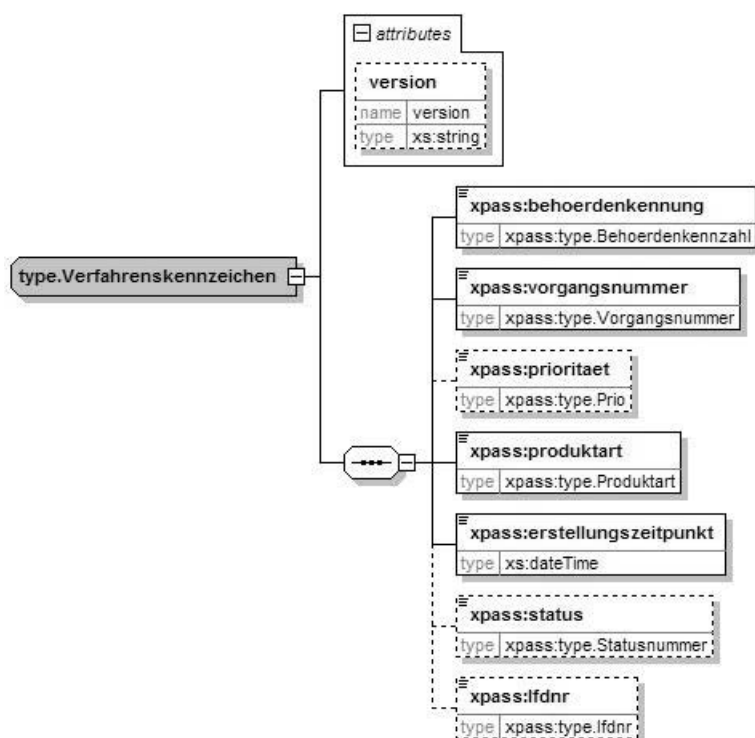 attributes
version
name version
type xs:string
type.Verfahrenskennzeichen
xpass:behoerdenkennung
type xpass:type.Behoerdenkennzahl
xpass:vorgangsnummer
type xpass:type.Vorgangsnummer
xpass:prioritaet
type xpass:type.Prio
xpass:produktart
type xpass:type.Produktart
xpass:erstellungszeitpunkt
type xs:dateTime
xpass:status
type xpass:type.Statusnummer
xpass:lfdnr
type xpass:type.lfdnr